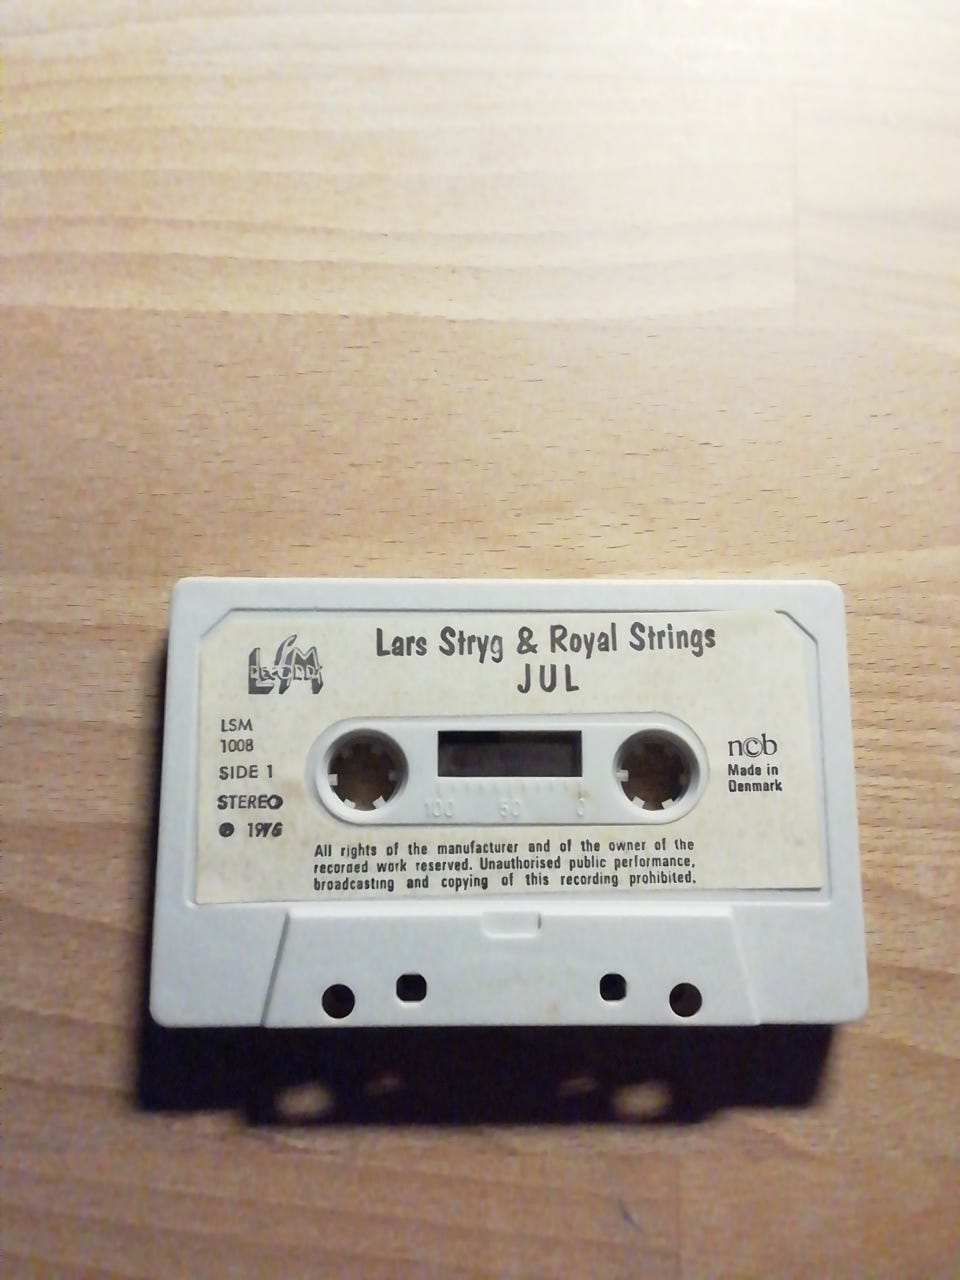 Lars Stryg & Royal Strings
JUL
LSM
RECORDS
LSM
1008
SIDE 1
STEREO
℗ 1976
ncb
Made in
Denmark
100 50 0
All rights of the manufacturer and of the owner of the
recorded work reserved. Unauthorised public performance,
broadcasting and copying of this recording prohibited.